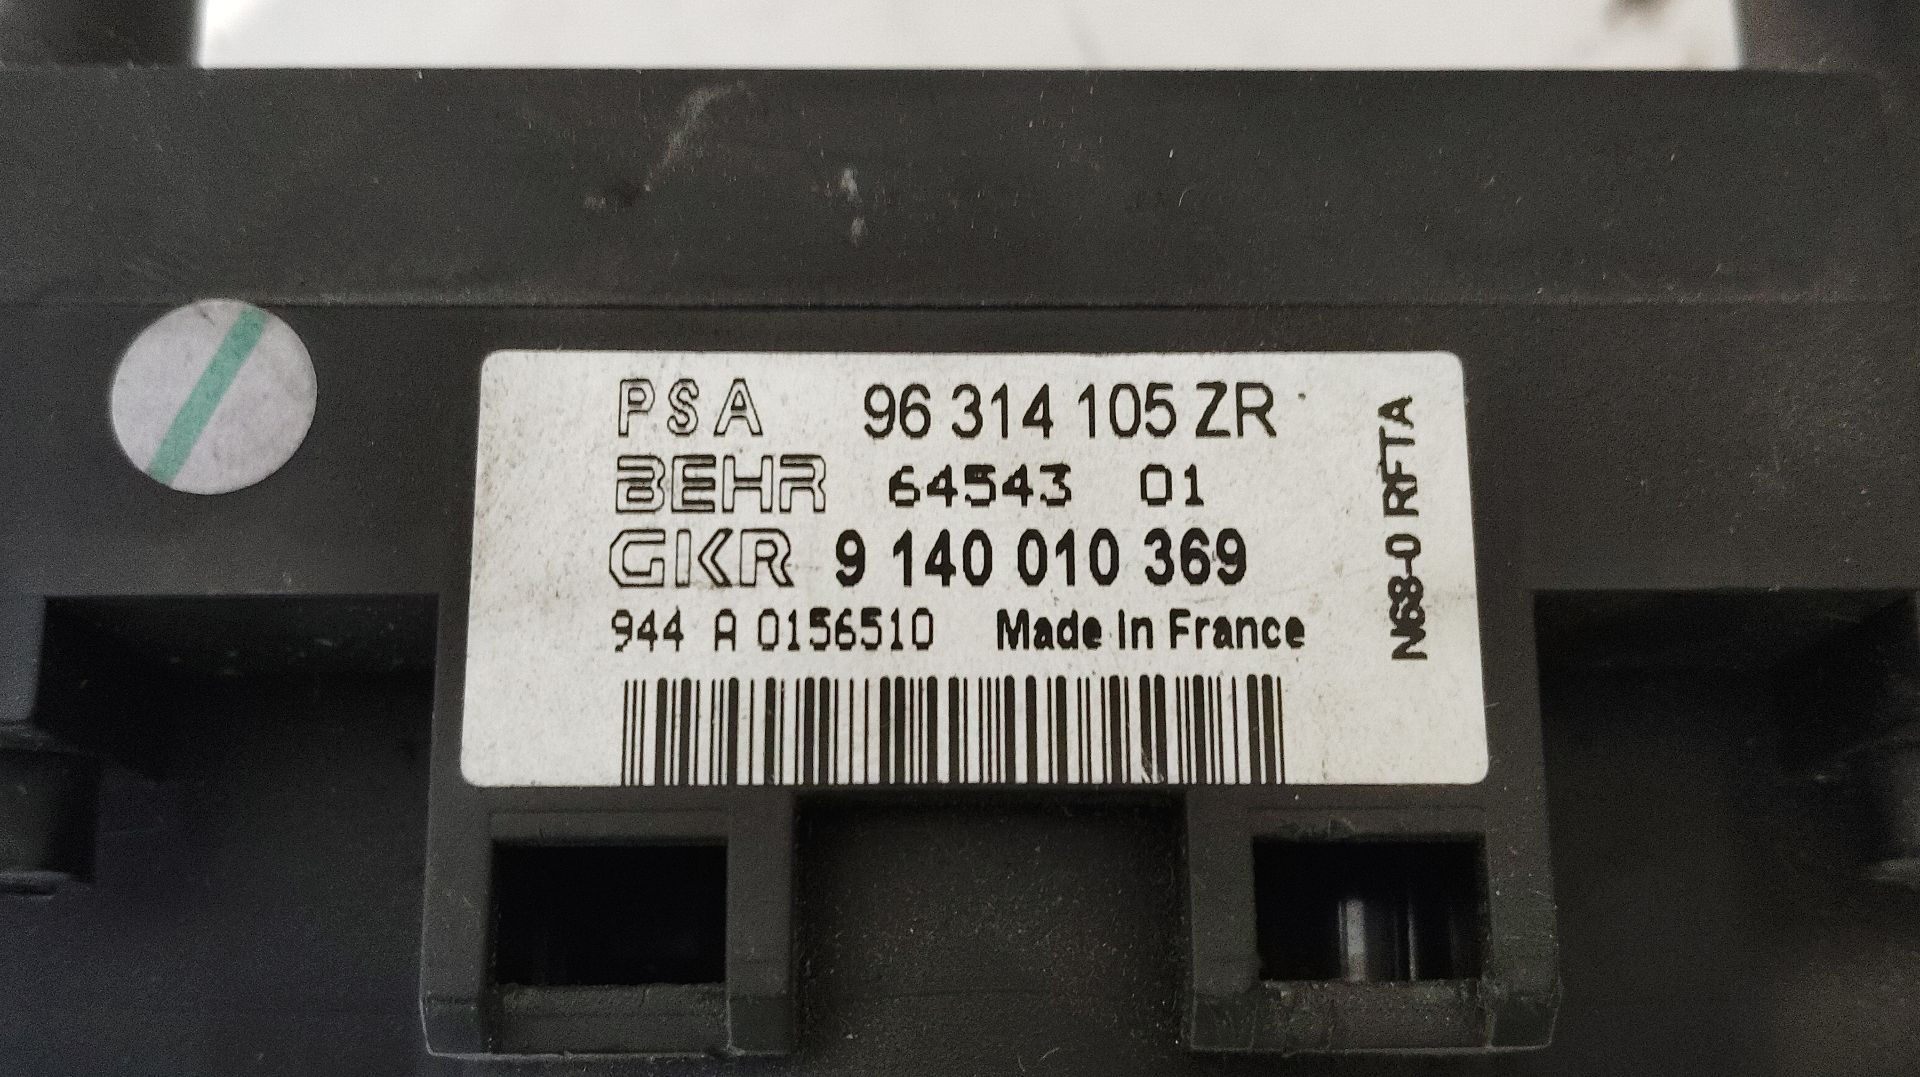 PSA 96 314 105 ZR
BEHR 64543 01
GKR 9 140 010 369
944 A 0156510 Made In France
N68-0 RFTA